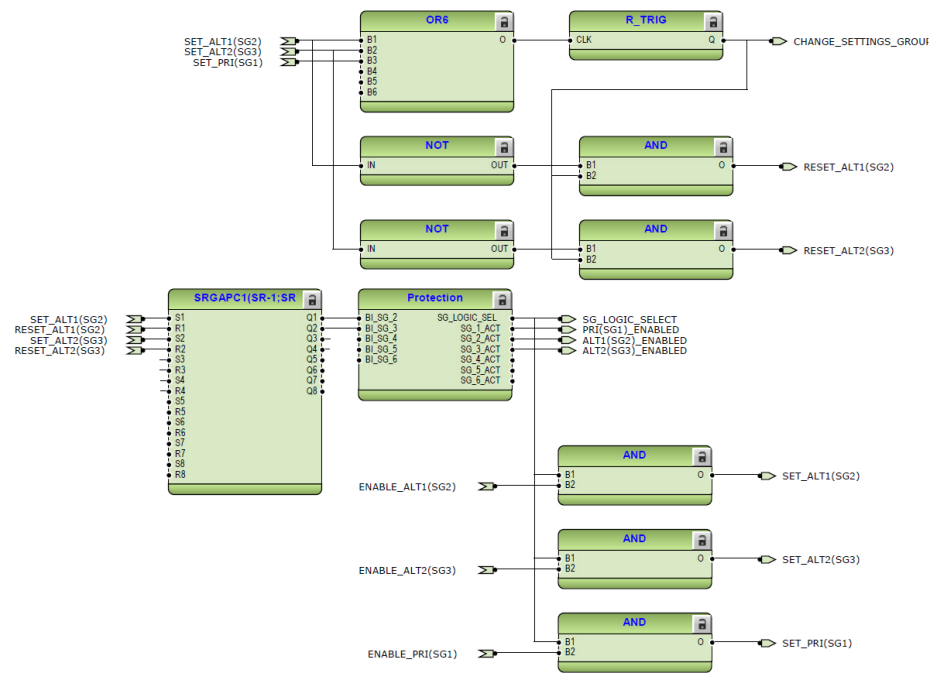 OR6
R_TRIG
SET_ALT1(SG2)
SET_ALT2(SG3)
SET_PRI(SG1)
B1 O
B2
B3
B4
B5
B6
CLK Q
CHANGE_SETTINGS_GROUP
NOT
AND
IN OUT
B1 O
B2
RESET_ALT1(SG2)
NOT
AND
IN OUT
B1 O
B2
RESET_ALT2(SG3)
SRGAPC1(SR-1;SR
Protection
SET_ALT1(SG2)
RESET_ALT1(SG2)
SET_ALT2(SG3)
RESET_ALT2(SG3)
S1 Q1
R1 Q2
S2 Q3
R2 Q4
S3 Q5
R3 Q6
S4 Q7
R4 Q8
S5
R5
S6
R6
S7
R7
S8
R8
BI_SG_2 SG_LOGIC_SEL
BI_SG_3 SG_1_ACT
BI_SG_4 SG_2_ACT
BI_SG_5 SG_3_ACT
BI_SG_6 SG_4_ACT
SG_5_ACT
SG_6_ACT
SG_LOGIC_SELECT
PRI(SG1)_ENABLED
ALT1(SG2)_ENABLED
ALT2(SG3)_ENABLED
AND
ENABLE_ALT1(SG2)
B1 O
B2
SET_ALT1(SG2)
AND
ENABLE_ALT2(SG3)
B1 O
B2
SET_ALT2(SG3)
AND
ENABLE_PRI(SG1)
B1 O
B2
SET_PRI(SG1)